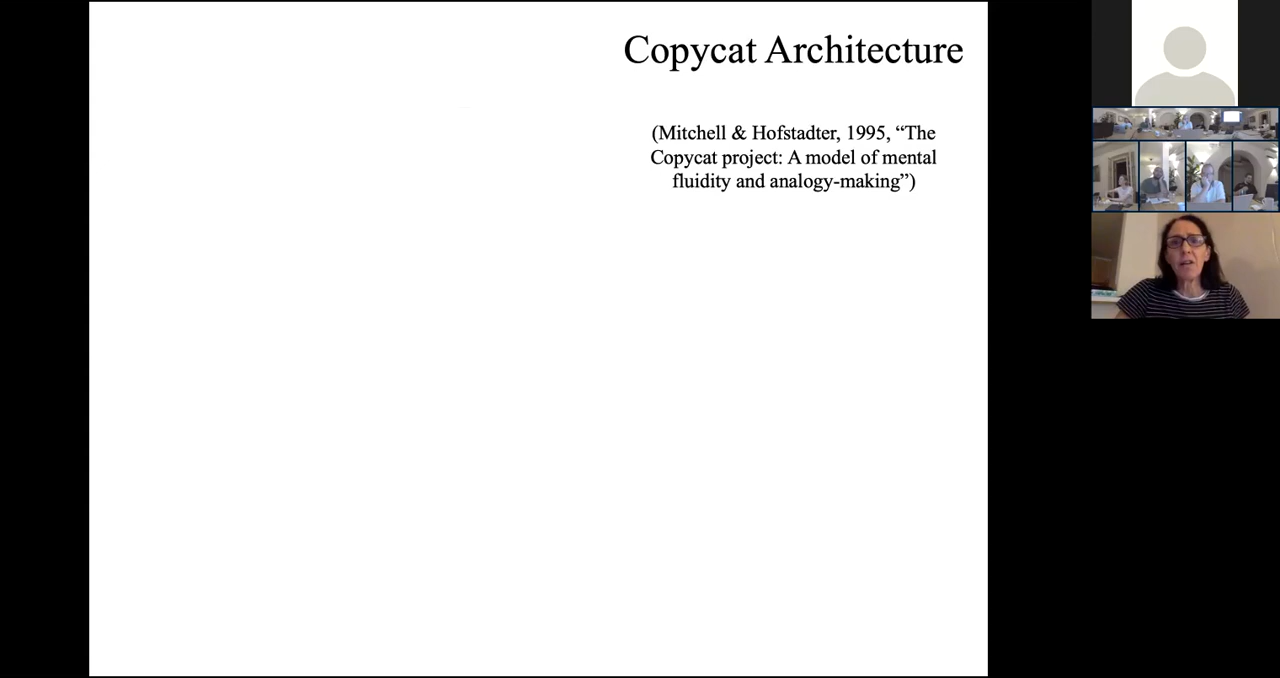 Copycat Architecture
(Mitchell & Hofstadter, 1995, “The
Copycat project: A model of mental
fluidity and analogy-making”)